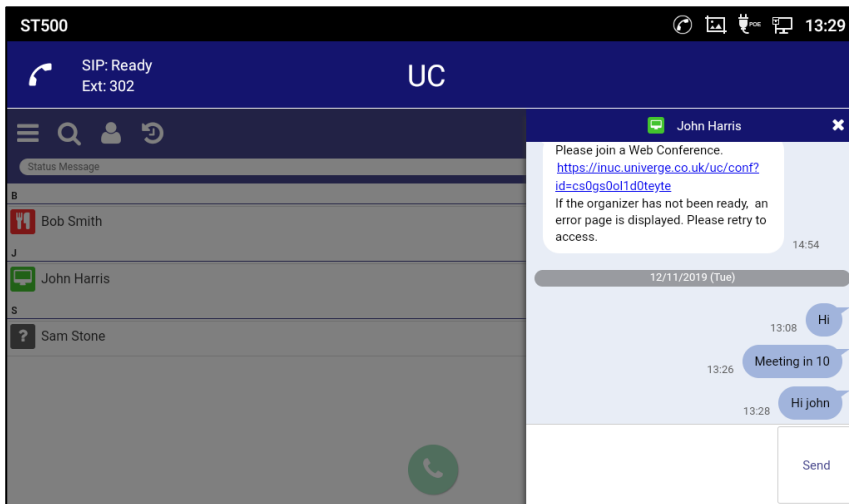 ST500
POE
13:29
SIP: Ready
Ext: 302
UC
Status Message
B
Bob Smith
J
John Harris
S
? Sam Stone
John Harris
Please join a Web Conference.
https://inuc.univerge.co.uk/uc/conf?
id=cs0gs0ol1d0teyte
If the organizer has not been ready, an
error page is displayed. Please retry to
access.
14:54
12/11/2019 (Tue)
13:08 Hi
13:26 Meeting in 10
13:28 Hi john
Send